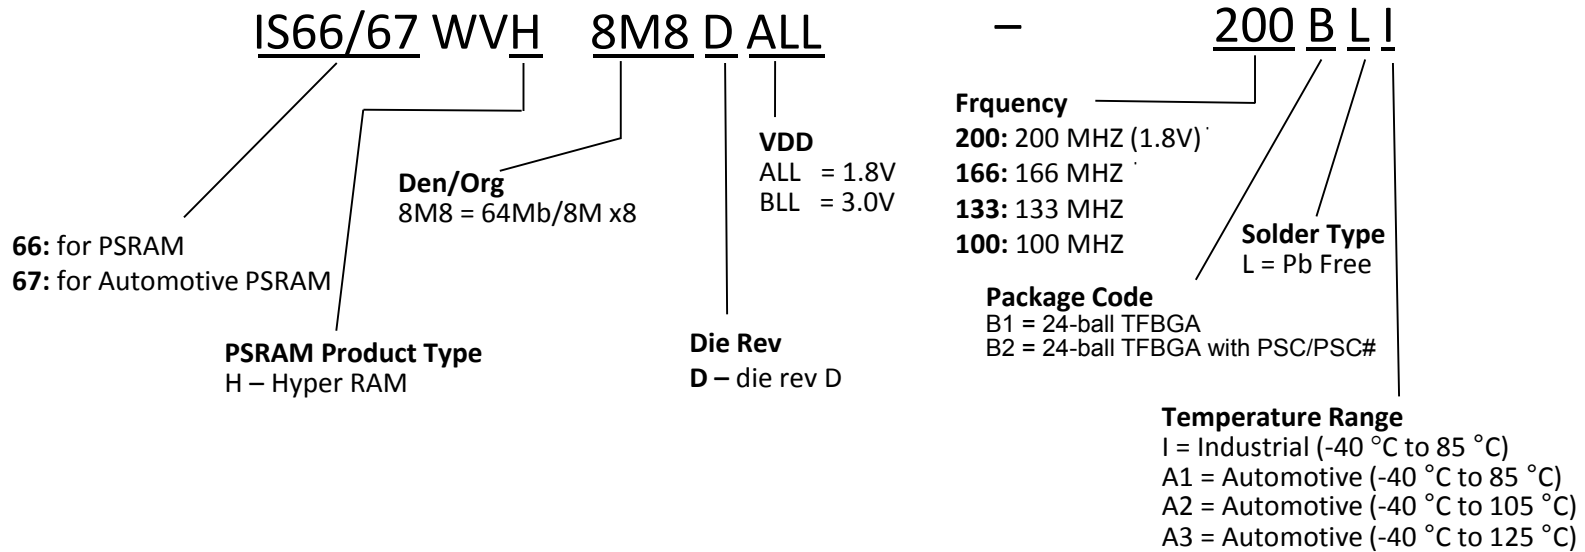 IS66/67 WVH 8M8 D ALL – 200 B L I
66: for PSRAM
67: for Automotive PSRAM
PSRAM Product Type
H – Hyper RAM
Den/Org
8M8 = 64Mb/8M x8
Die Rev
D – die rev D
VDD
ALL = 1.8V
BLL = 3.0V
Frquency
200: 200 MHZ (1.8V)
166: 166 MHZ
133: 133 MHZ
100: 100 MHZ
Package Code
B1 = 24-ball TFBGA
B2 = 24-ball TFBGA with PSC/PSC#
Solder Type
L = Pb Free
Temperature Range
I = Industrial (-40 °C to 85 °C)
A1 = Automotive (-40 °C to 85 °C)
A2 = Automotive (-40 °C to 105 °C)
A3 = Automotive (-40 °C to 125 °C)